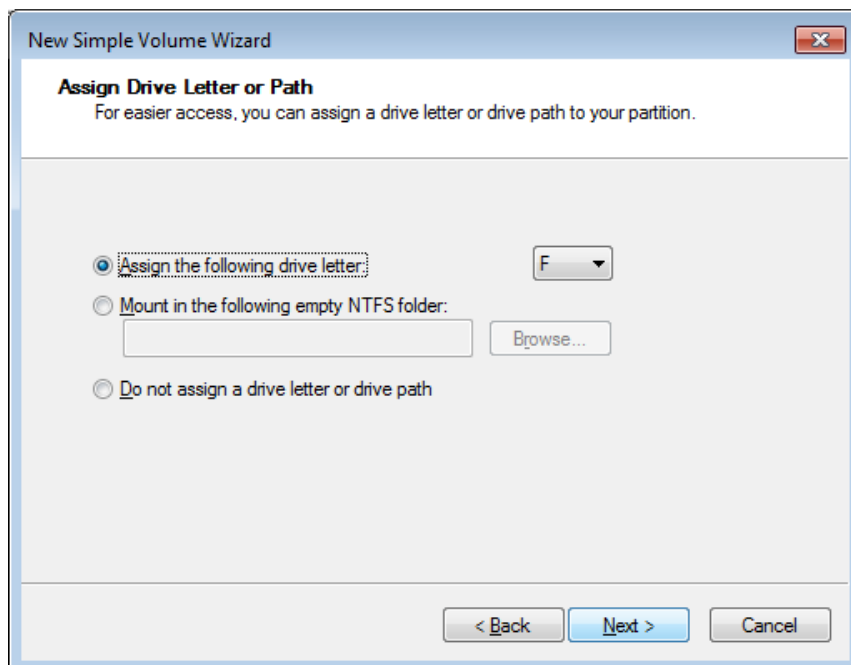 New Simple Volume Wizard
Assign Drive Letter or Path
For easier access, you can assign a drive letter or drive path to your partition.
Assign the following drive letter: F
Mount in the following empty NTFS folder:
Browse...
Do not assign a drive letter or drive path
< Back Next > Cancel